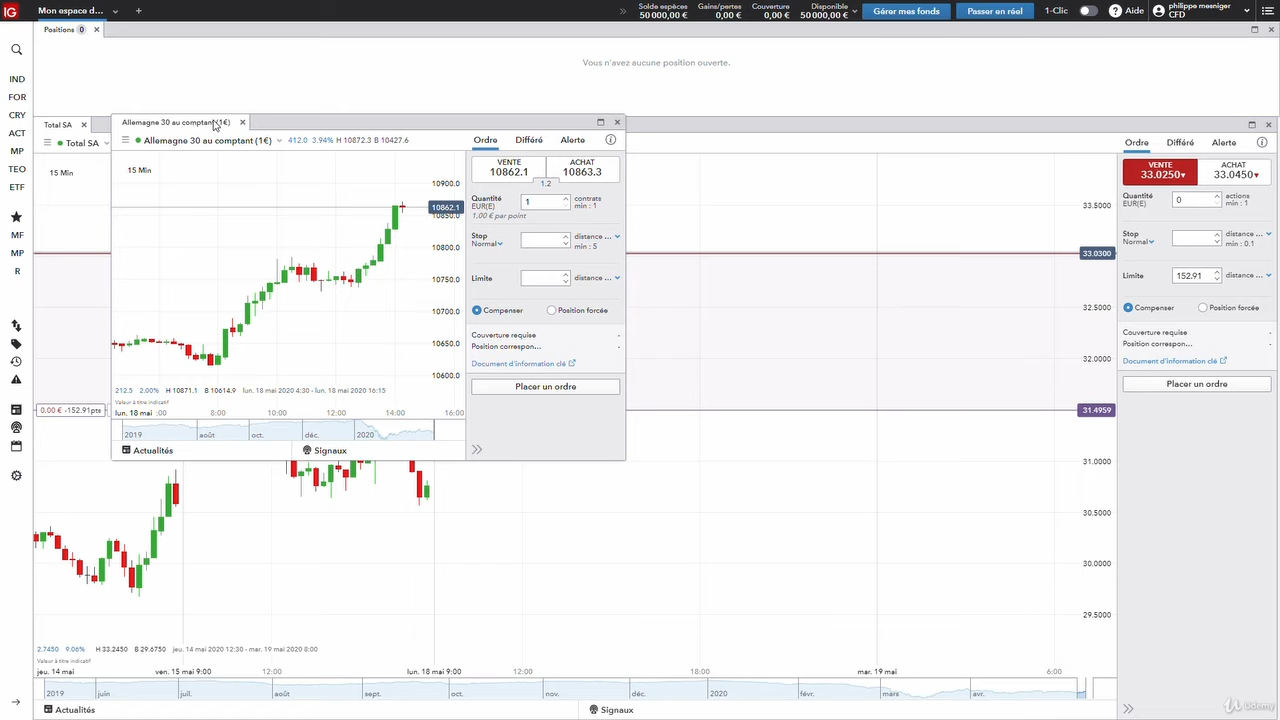 IG
Mon espace d...
Solde espèces
50 000,00 €
Gains/pertes
0,00 €
Couverture
0,00 €
Disponible
50 000,00 €
Gérer mes fonds
Passer en réel
1-Clic
Aide
philippe mesniger
CFD
Positions 0
Vous n'avez aucune position ouverte.
IND
FOR
CRY
ACT
MP
TEO
ETF
MF
MP
R
Total SA
Total SA
15 Min
Allemagne 30 au comptant (1€)
Allemagne 30 au comptant (1€)
412.0 3.94% H 10872.3 B 10427.6
15 Min
10900.0
10862.1
10850.0
10800.0
10750.0
10700.0
10650.0
10600.0
212.5 2.00% H 10871.1 B 10614.9 lun. 18 mai 2020 4:30 - lun. 18 mai 2020 16:15
Valeur à titre indicatif
lun. 18 mai :00 8:00 10:00 12:00 14:00 16:00
2019 août oct. déc. 2020
Actualités
Signaux
Ordre
Différé
Alerte
VENTE
10862.1
ACHAT
10863.3
1.2
Quantité
EUR(E)
1
contrats
min : 1
1,00 € par point
Stop
Normal
distance ...
min : 5
Limite
distance ...
Compenser
Position forcée
Couverture requise -
Position correspon... -
Document d'information clé
Placer un ordre
Ordre
Différé
Alerte
VENTE
33.0250
ACHAT
33.0450
Quantité
EUR(E)
0
actions
min : 1
Stop
Normal
distance ...
min : 0.1
Limite
152.91
distance ...
Compenser
Position forcée
Couverture requise -
Position correspon... -
Document d'information clé
Placer un ordre
33.5000
33.0300
32.5000
32.0000
31.4959
31.0000
30.5000
30.0000
29.5000
0.00 € -152.91pts
2.7450 9.06% H 33.2450 B 29.6750 jeu. 14 mai 2020 12:30 - mar. 19 mai 2020 8:00
Valeur à titre indicatif
jeu. 14 mai ven. 15 mai 9:00 12:00 lun. 18 mai 9:00 12:00 18:00 mar. 19 mai 6:00
2019 juin juil. août sept. oct. nov. déc. 2020 févr. mars avr.
Actualités
Signaux
Udemy